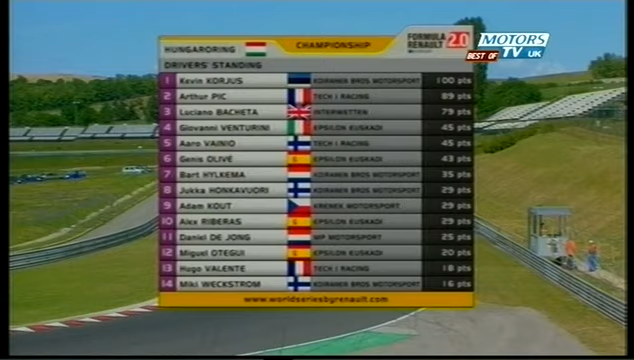 HUNGARORING
CHAMPIONSHIP
FORMULA RENAULT 2.0
BEST OF MOTORS TV UK
DRIVERS' STANDING
1 Kevin KORJUS KOIRANEN BROS MOTORSPORT 100 pts
2 Arthur PIC TECH 1 RACING 89 pts
3 Luciano BACHETA INTERWETTEN 79 pts
4 Giovanni VENTURINI EPSILON EUSKADI 45 pts
5 Aaro VAINIO TECH 1 RACING 45 pts
6 Genis OLIVÉ EPSILON EUSKADI 43 pts
7 Bart HYLKEMA KOIRANEN BROS MOTORSPORT 35 pts
8 Jukka HONKAVUORI KOIRANEN BROS MOTORSPORT 29 pts
9 Adam KOUT KRENEK MOTORSPORT 29 pts
10 Alex RIBERAS EPSILON EUSKADI 29 pts
11 Daniel DE JONG MP MOTORSPORT 25 pts
12 Miguel OTEGUI EPSILON EUSKADI 20 pts
13 Hugo VALENTE TECH 1 RACING 18 pts
14 Miki WECKSTROM KOIRANEN BROS MOTORSPORT 16 pts
www.worldseriesbyrenault.com